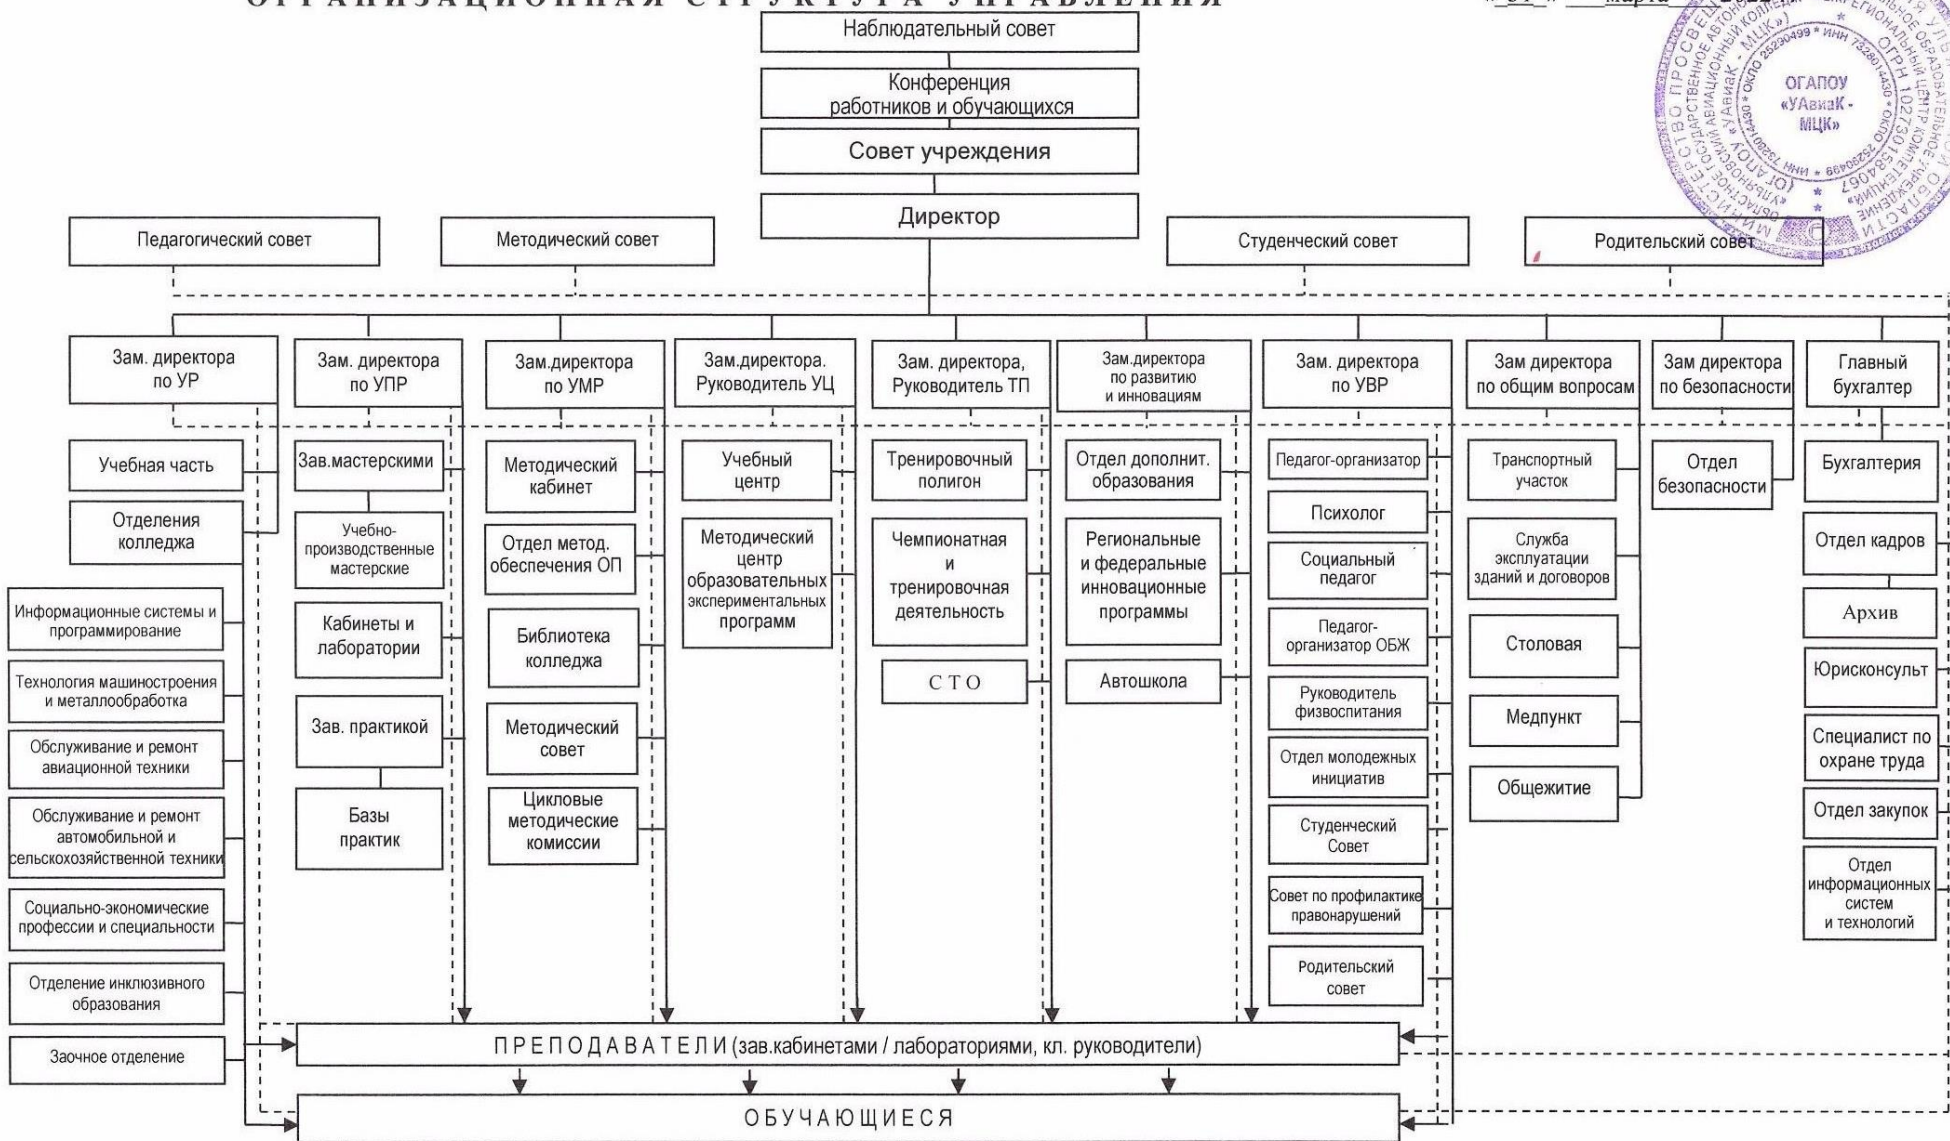 ОРГАНИЗАЦИОННАЯ СТРУКТУРА УПРАВЛЕНИЯ
марта
Наблюдательный совет
Конференция
работников и обучающихся
Совет учреждения
Директор
ОГАПОУ
«УАвиаК -
МЦК»
Педагогический совет
Методический совет
Студенческий совет
Родительский совет
Зам. директора
по УР
Зам. директора
по УПР
Зам.директора
по УМР
Зам.директора.
Руководитель УЦ
Зам. директора,
Руководитель ТП
Зам.директора
по развитию
и инновациям
Зам. директора
по УВР
Зам директора
по общим вопросам
Зам директора
по безопасности
Главный
бухгалтер
Учебная часть
Отделения
колледжа
Информационные системы и
программирование
Технология машиностроения
и металлообработка
Обслуживание и ремонт
авиационной техники
Обслуживание и ремонт
автомобильной и
сельскохозяйственной техники
Социально-экономические
профессии и специальности
Отделение инклюзивного
образования
Заочное отделение
Зав.мастерскими
Учебно-
производственные
мастерские
Кабинеты и
лаборатории
Зав. практикой
Базы
практик
Методический
кабинет
Отдел метод.
обеспечения ОП
Библиотека
колледжа
Методический
совет
Цикловые
методические
комиссии
Учебный
центр
Методический
центр
образовательных
экспериментальных
программ
Тренировочный
полигон
Чемпионатная
и
тренировочная
деятельность
С Т О
Отдел дополнит.
образования
Региональные
и федеральные
инновационные
программы
Автошкола
Педагог-организатор
Психолог
Социальный
педагог
Педагог-
организатор ОБЖ
Руководитель
физвоспитания
Отдел молодежных
инициатив
Студенческий
Совет
Совет по профилактике
правонарушений
Родительский
совет
Транспортный
участок
Служба
эксплуатации
зданий и договоров
Столовая
Медпункт
Общежитие
Отдел
безопасности
Бухгалтерия
Отдел кадров
Архив
Юрисконсульт
Специалист по
охране труда
Отдел закупок
Отдел
информационных
систем
и технологий
ПРЕПОДАВАТЕЛИ (зав.кабинетами / лабораториями, кл. руководители)
ОБУЧАЮЩИЕСЯ